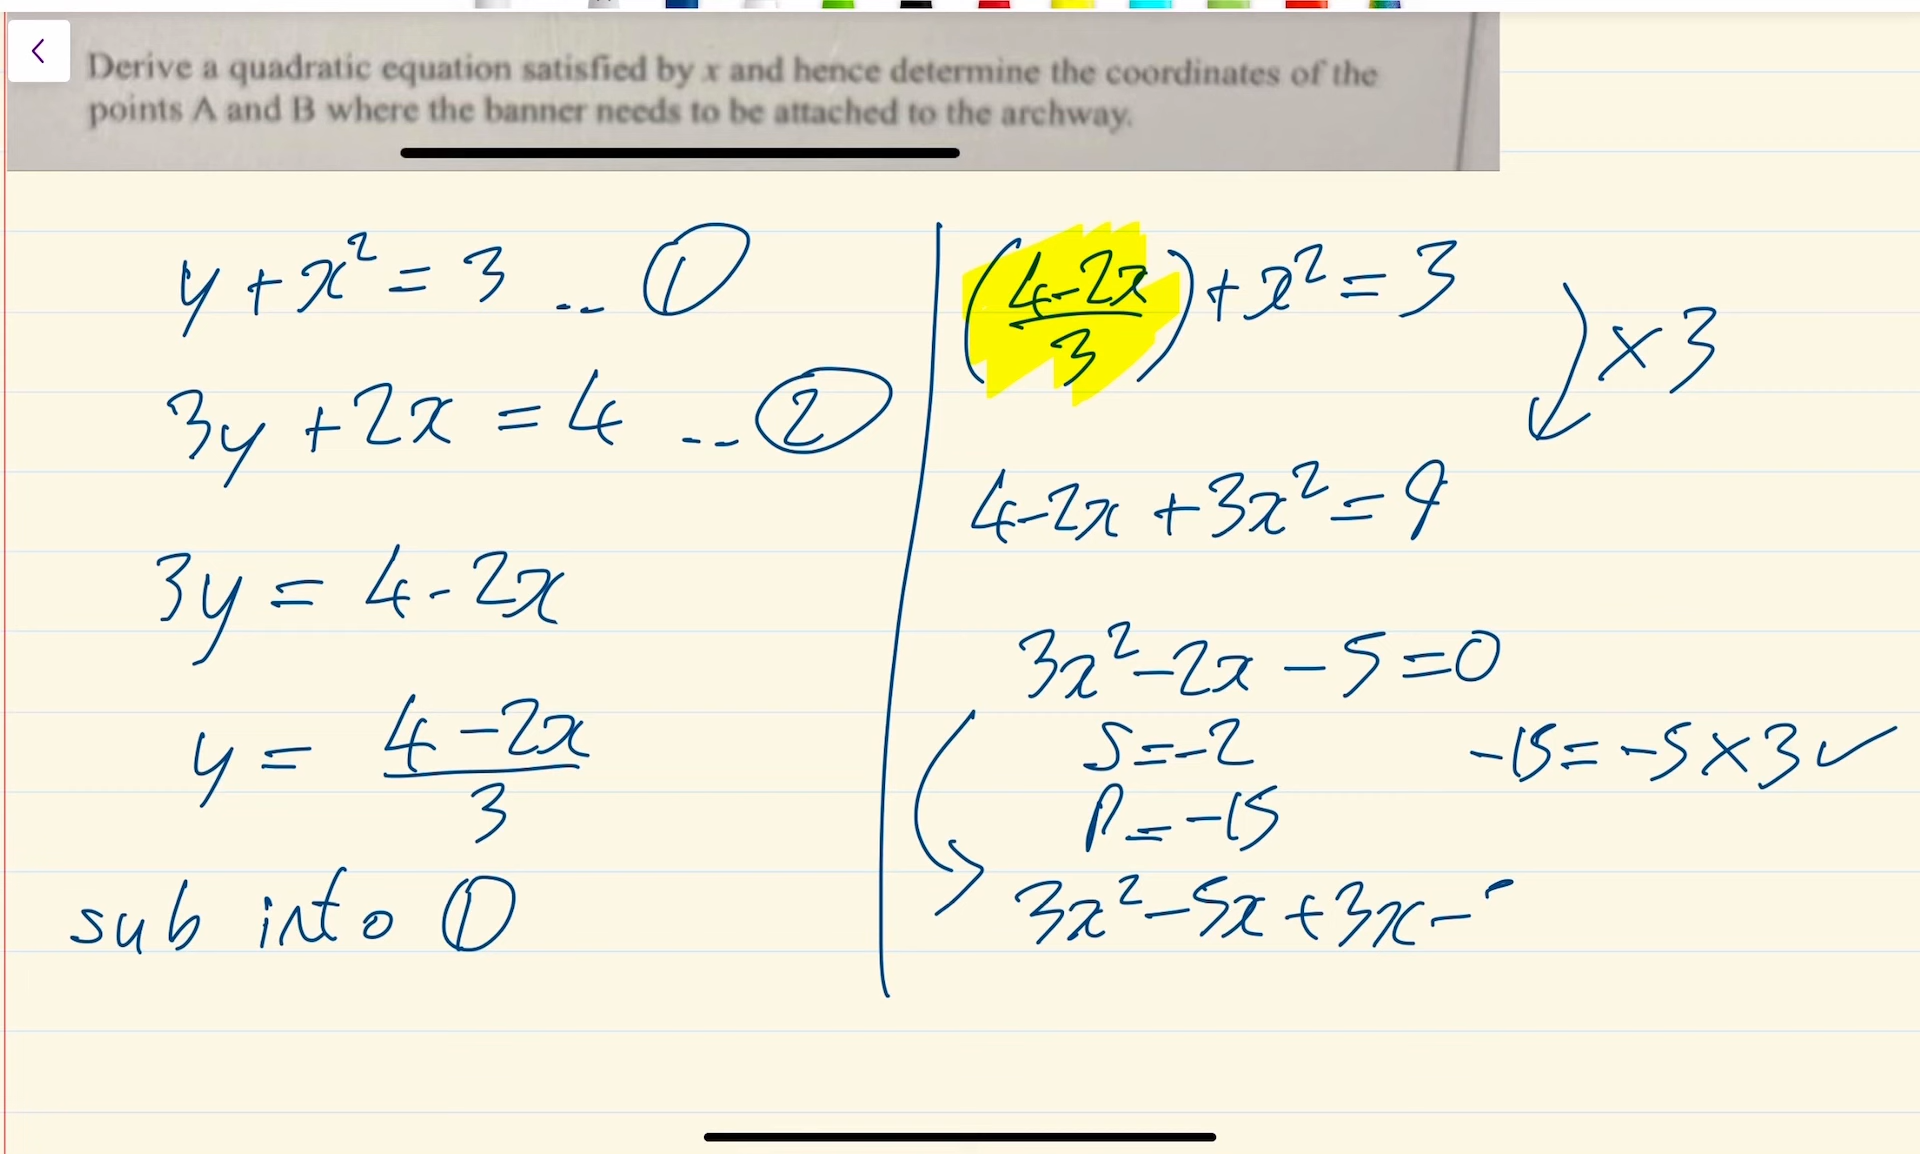 Derive a quadratic equation satisfied by x and hence determine the coordinates of the
points A and B where the banner needs to be attached to the archway.
y + x² = 3 .. ①
3y + 2x = 4 .. ②
3y = 4 - 2x
y = (4 - 2x)/3
sub into ①
((4-2x)/3) + x² = 3
× 3
4-2x + 3x² = 9
3x² - 2x - 5 = 0
S = -2
-15 = -5 × 3 ✓
P = -15
3x² - 5x + 3x -